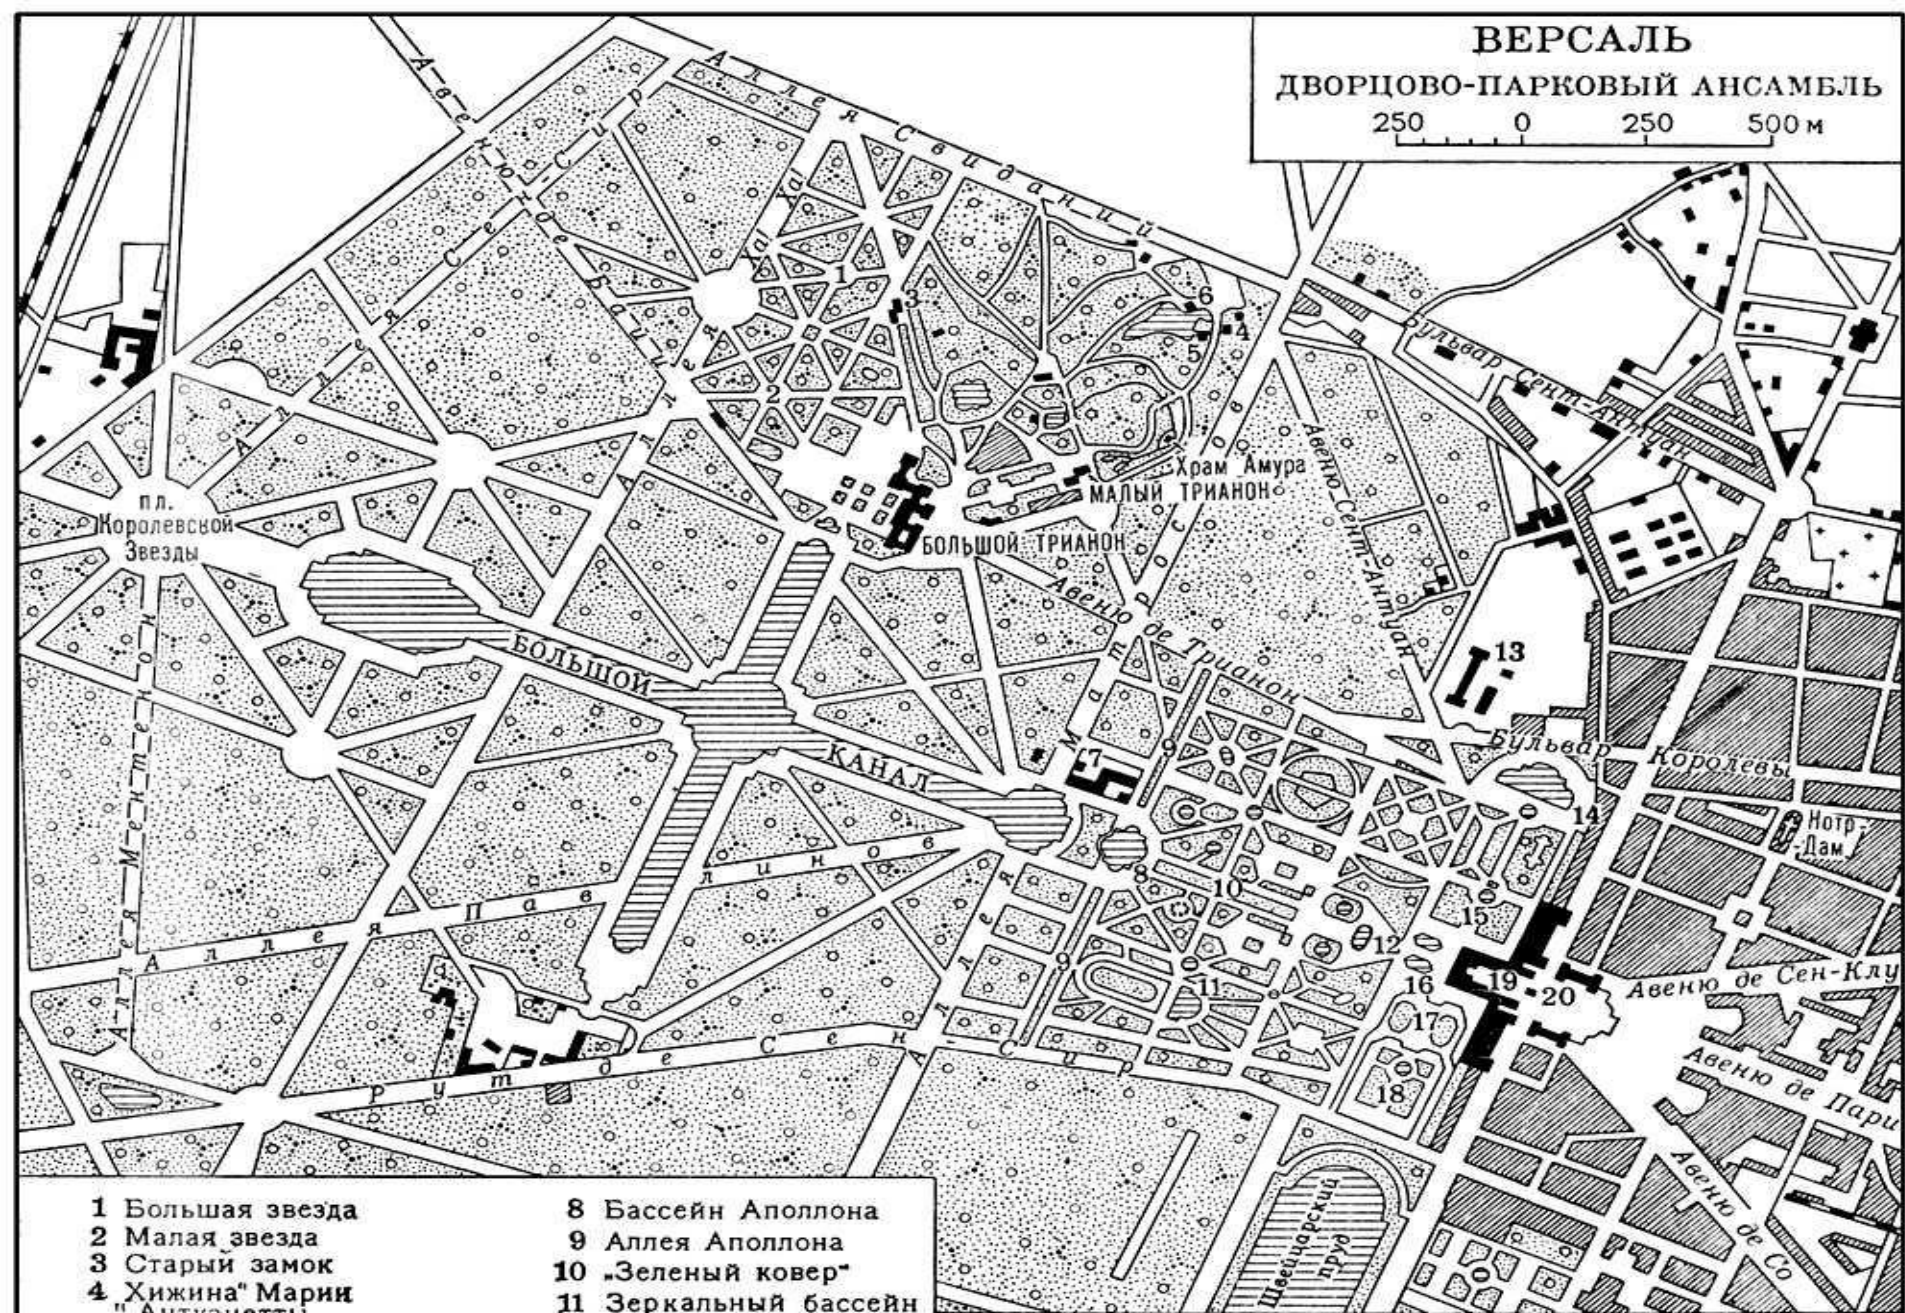 ВЕРСАЛЬ
ДВОРЦОВО-ПАРКОВЫЙ АНСАМБЛЬ
250 0 250 500 м
Аллея Свиданий
Авеню де Байи
Аллея Сен-Сир
Ха-Ха
1
3
6
4
5
2
Бульвар Сент-Антуан
Авеню Сент-Антуан
Храм Амура
МАЛЫЙ ТРИАНОН
БОЛЬШОЙ ТРИАНОН
пл.
Королевской
Звезды
Авеню де Трианон
Матросов
Аллея
БОЛЬШОЙ
КАНАЛ
13
Бульвар Королевы
14
Нотр-
-Дам
7
9
8
10
15
12
9
11
16
17
18
19
20
Аллея Ментенон
Аллея Павлинов
Аллея
Рут де Сен-Сир
Авеню де Сен-Клу
Авеню де Пари
Авеню де Со
Швейцарский
пруд
1 Большая звезда
2 Малая звезда
3 Старый замок
4 „Хижина" Марии
Антуанетты
8 Бассейн Аполлона
9 Аллея Аполлона
10 „Зеленый ковер"
11 Зеркальный бассейн